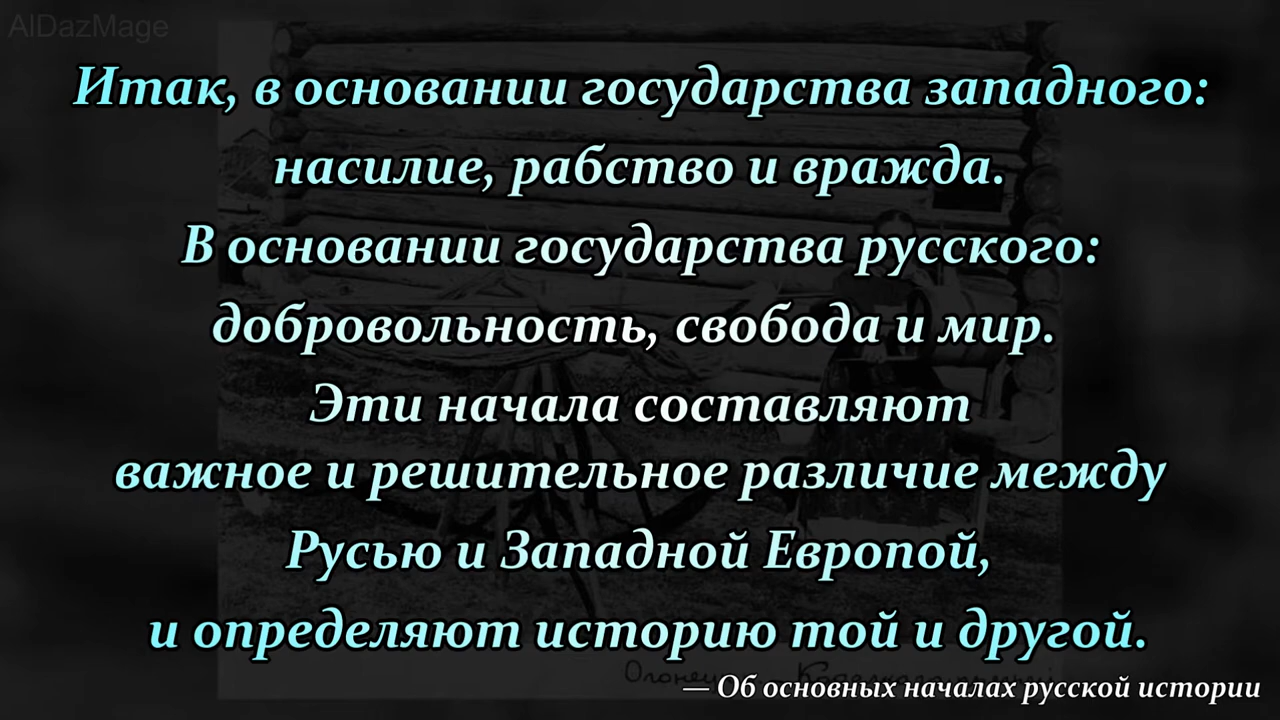 AlDazMage
Итак, в основании государства западного:
насилие, рабство и вражда.
В основании государства русского:
добровольность, свобода и мир.
Эти начала составляют
важное и решительное различие между
Русью и Западной Европой,
и определяют историю той и другой.
— Об основных началах русской истории